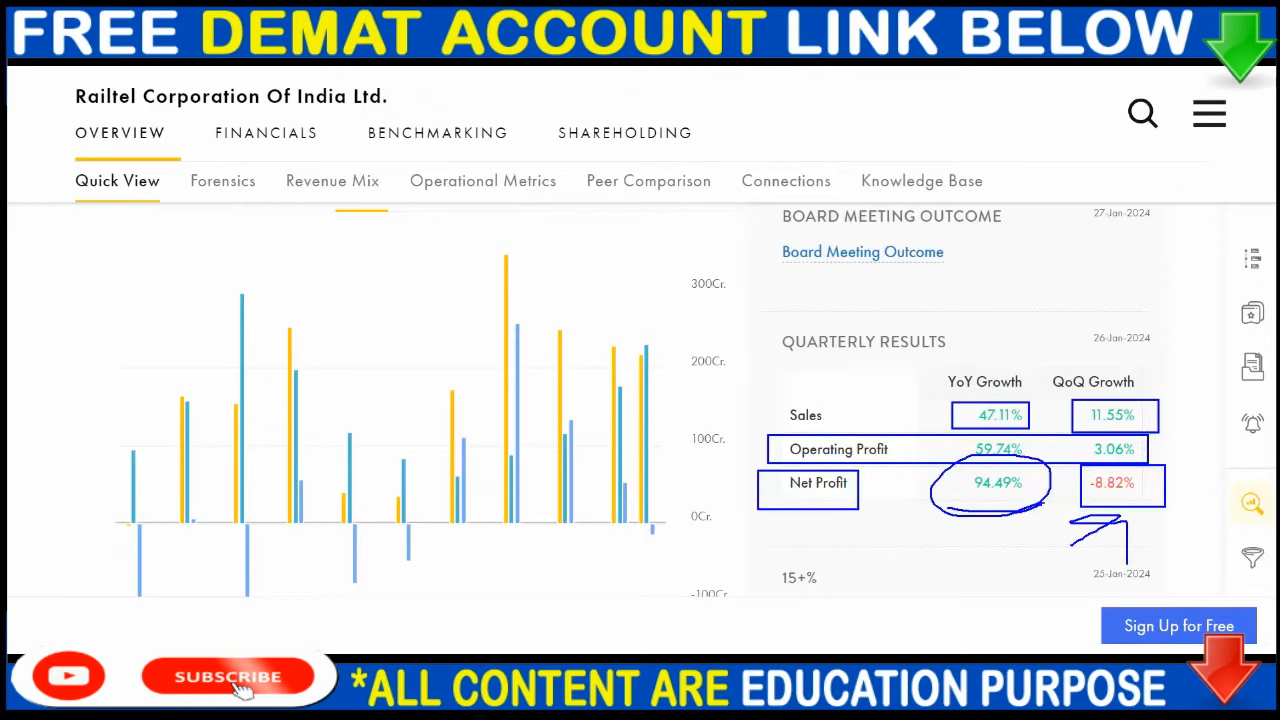 FREE DEMAT ACCOUNT LINK BELOW
Railtel Corporation Of India Ltd.
OVERVIEW FINANCIALS BENCHMARKING SHAREHOLDING
Quick View Forensics Revenue Mix Operational Metrics Peer Comparison Connections Knowledge Base
BOARD MEETING OUTCOME 27-Jan-2024
Board Meeting Outcome
300Cr.
200Cr.
100Cr.
0Cr.
-100Cr.
QUARTERLY RESULTS 26-Jan-2024
YoY Growth QoQ Growth
Sales 47.11% 11.55%
Operating Profit 59.74% 3.06%
Net Profit 94.49% -8.82%
15+% 25-Jan-2024
Sign Up for Free
SUBSCRIBE
*ALL CONTENT ARE EDUCATION PURPOSE